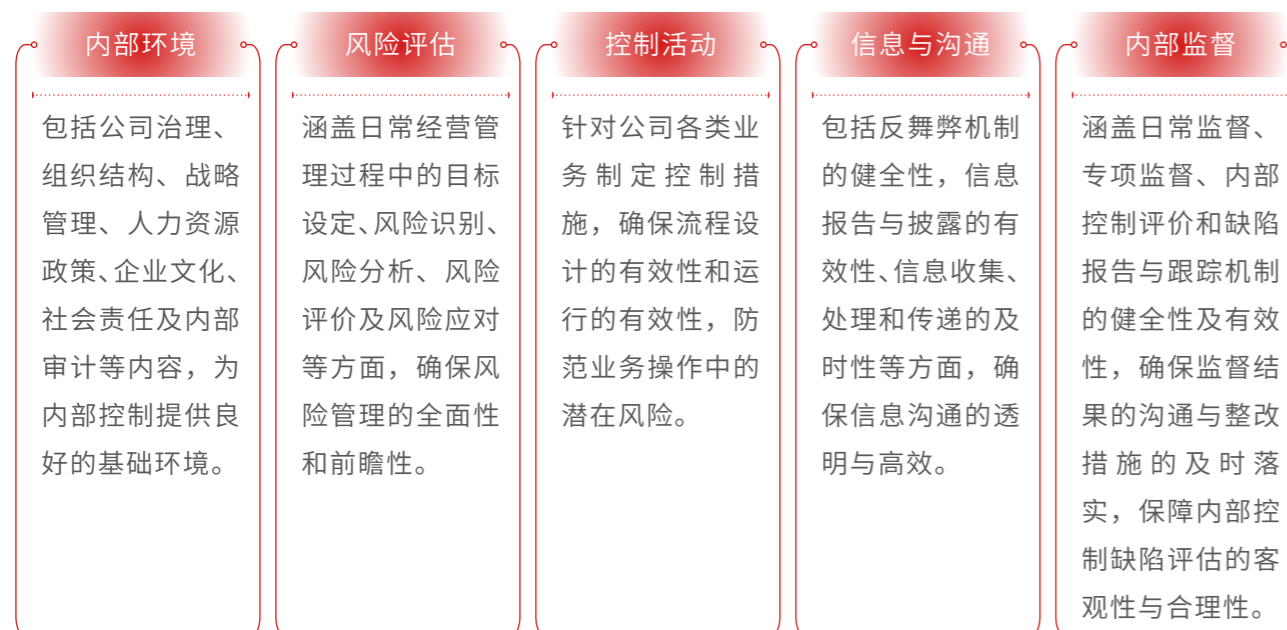 内部环境
包括公司治理、
组织结构、战略
管理、人力资源
政策、企业文化、
社会责任及内部
审计等内容，为
内部控制提供良
好的基础环境。
风险评估
涵盖日常经营管
理过程中的目标
设定、风险识别、
风险分析、风险
评价及风险应对
等方面，确保风
险管理的全面性
和前瞻性。
控制活动
针对公司各类业
务制定控制措
施，确保流程设
计的有效性和运
行的有效性，防
范业务操作中的
潜在风险。
信息与沟通
包括反舞弊机制
的健全性，信息
报告与披露的有
效性、信息收集、
处理和传递的及
时性等方面，确
保信息沟通的透
明与高效。
内部监督
涵盖日常监督、
专项监督、内部
控制评价和缺陷
报告与跟踪机制
的健全性及有效
性，确保监督结
果的沟通与整改
措施的及时落
实，保障内部控
制缺陷评估的客
观性与合理性。